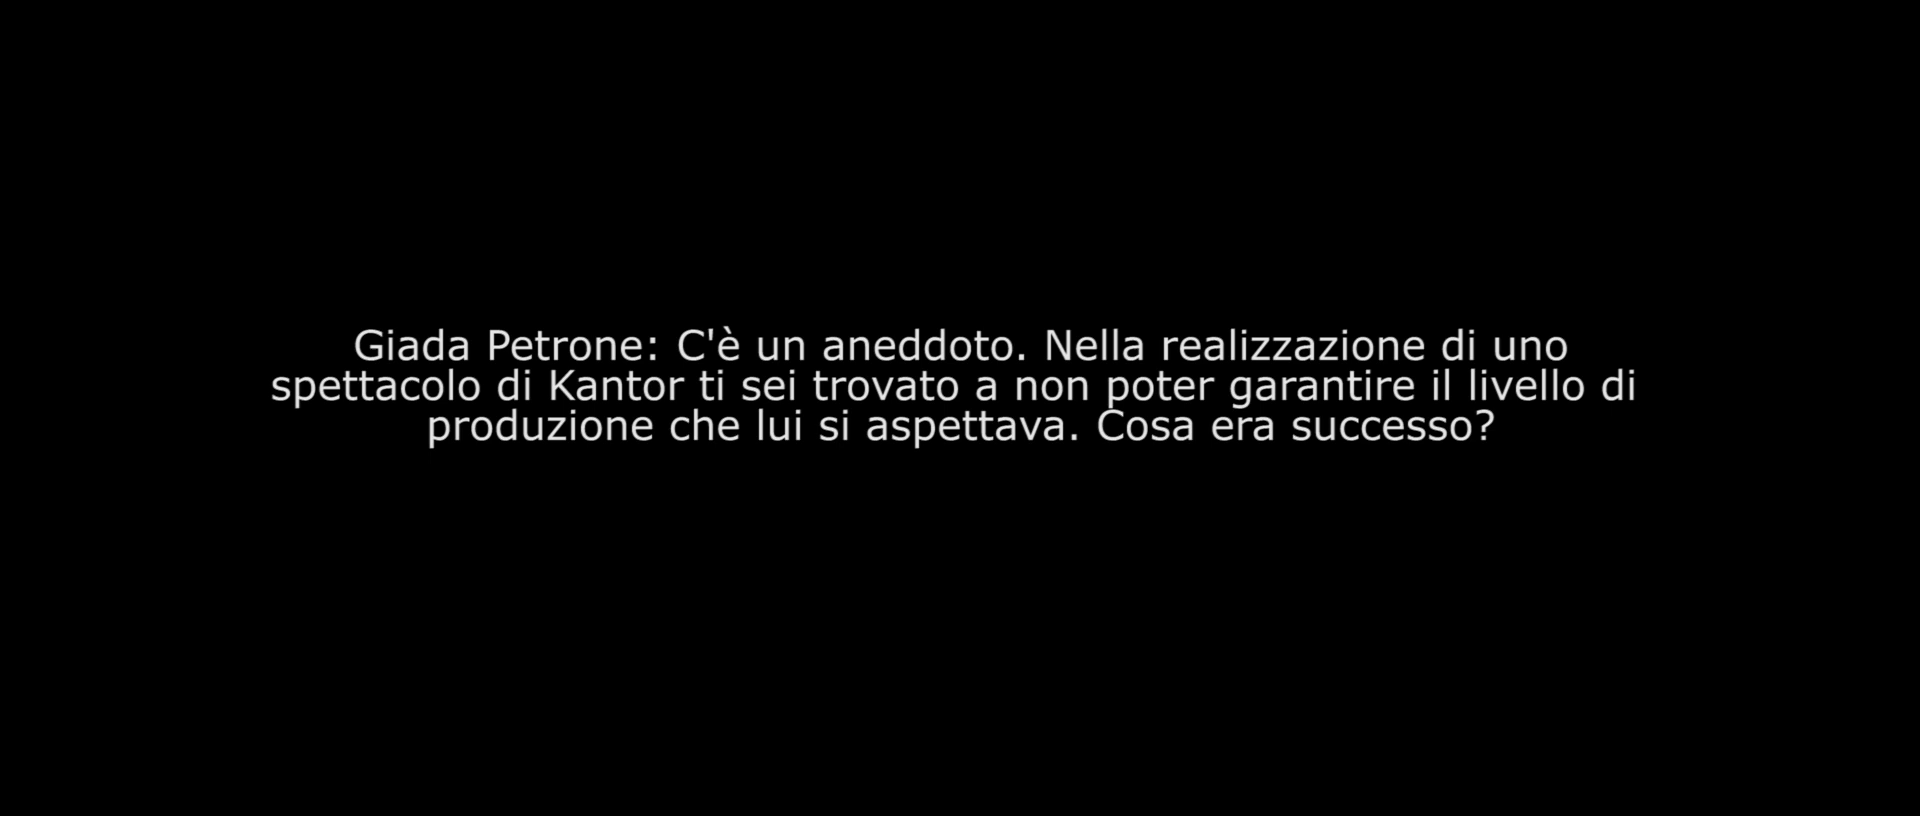 Giada Petrone: C'è un aneddoto. Nella realizzazione di uno
spettacolo di Kantor ti sei trovato a non poter garantire il livello di
produzione che lui si aspettava. Cosa era successo?